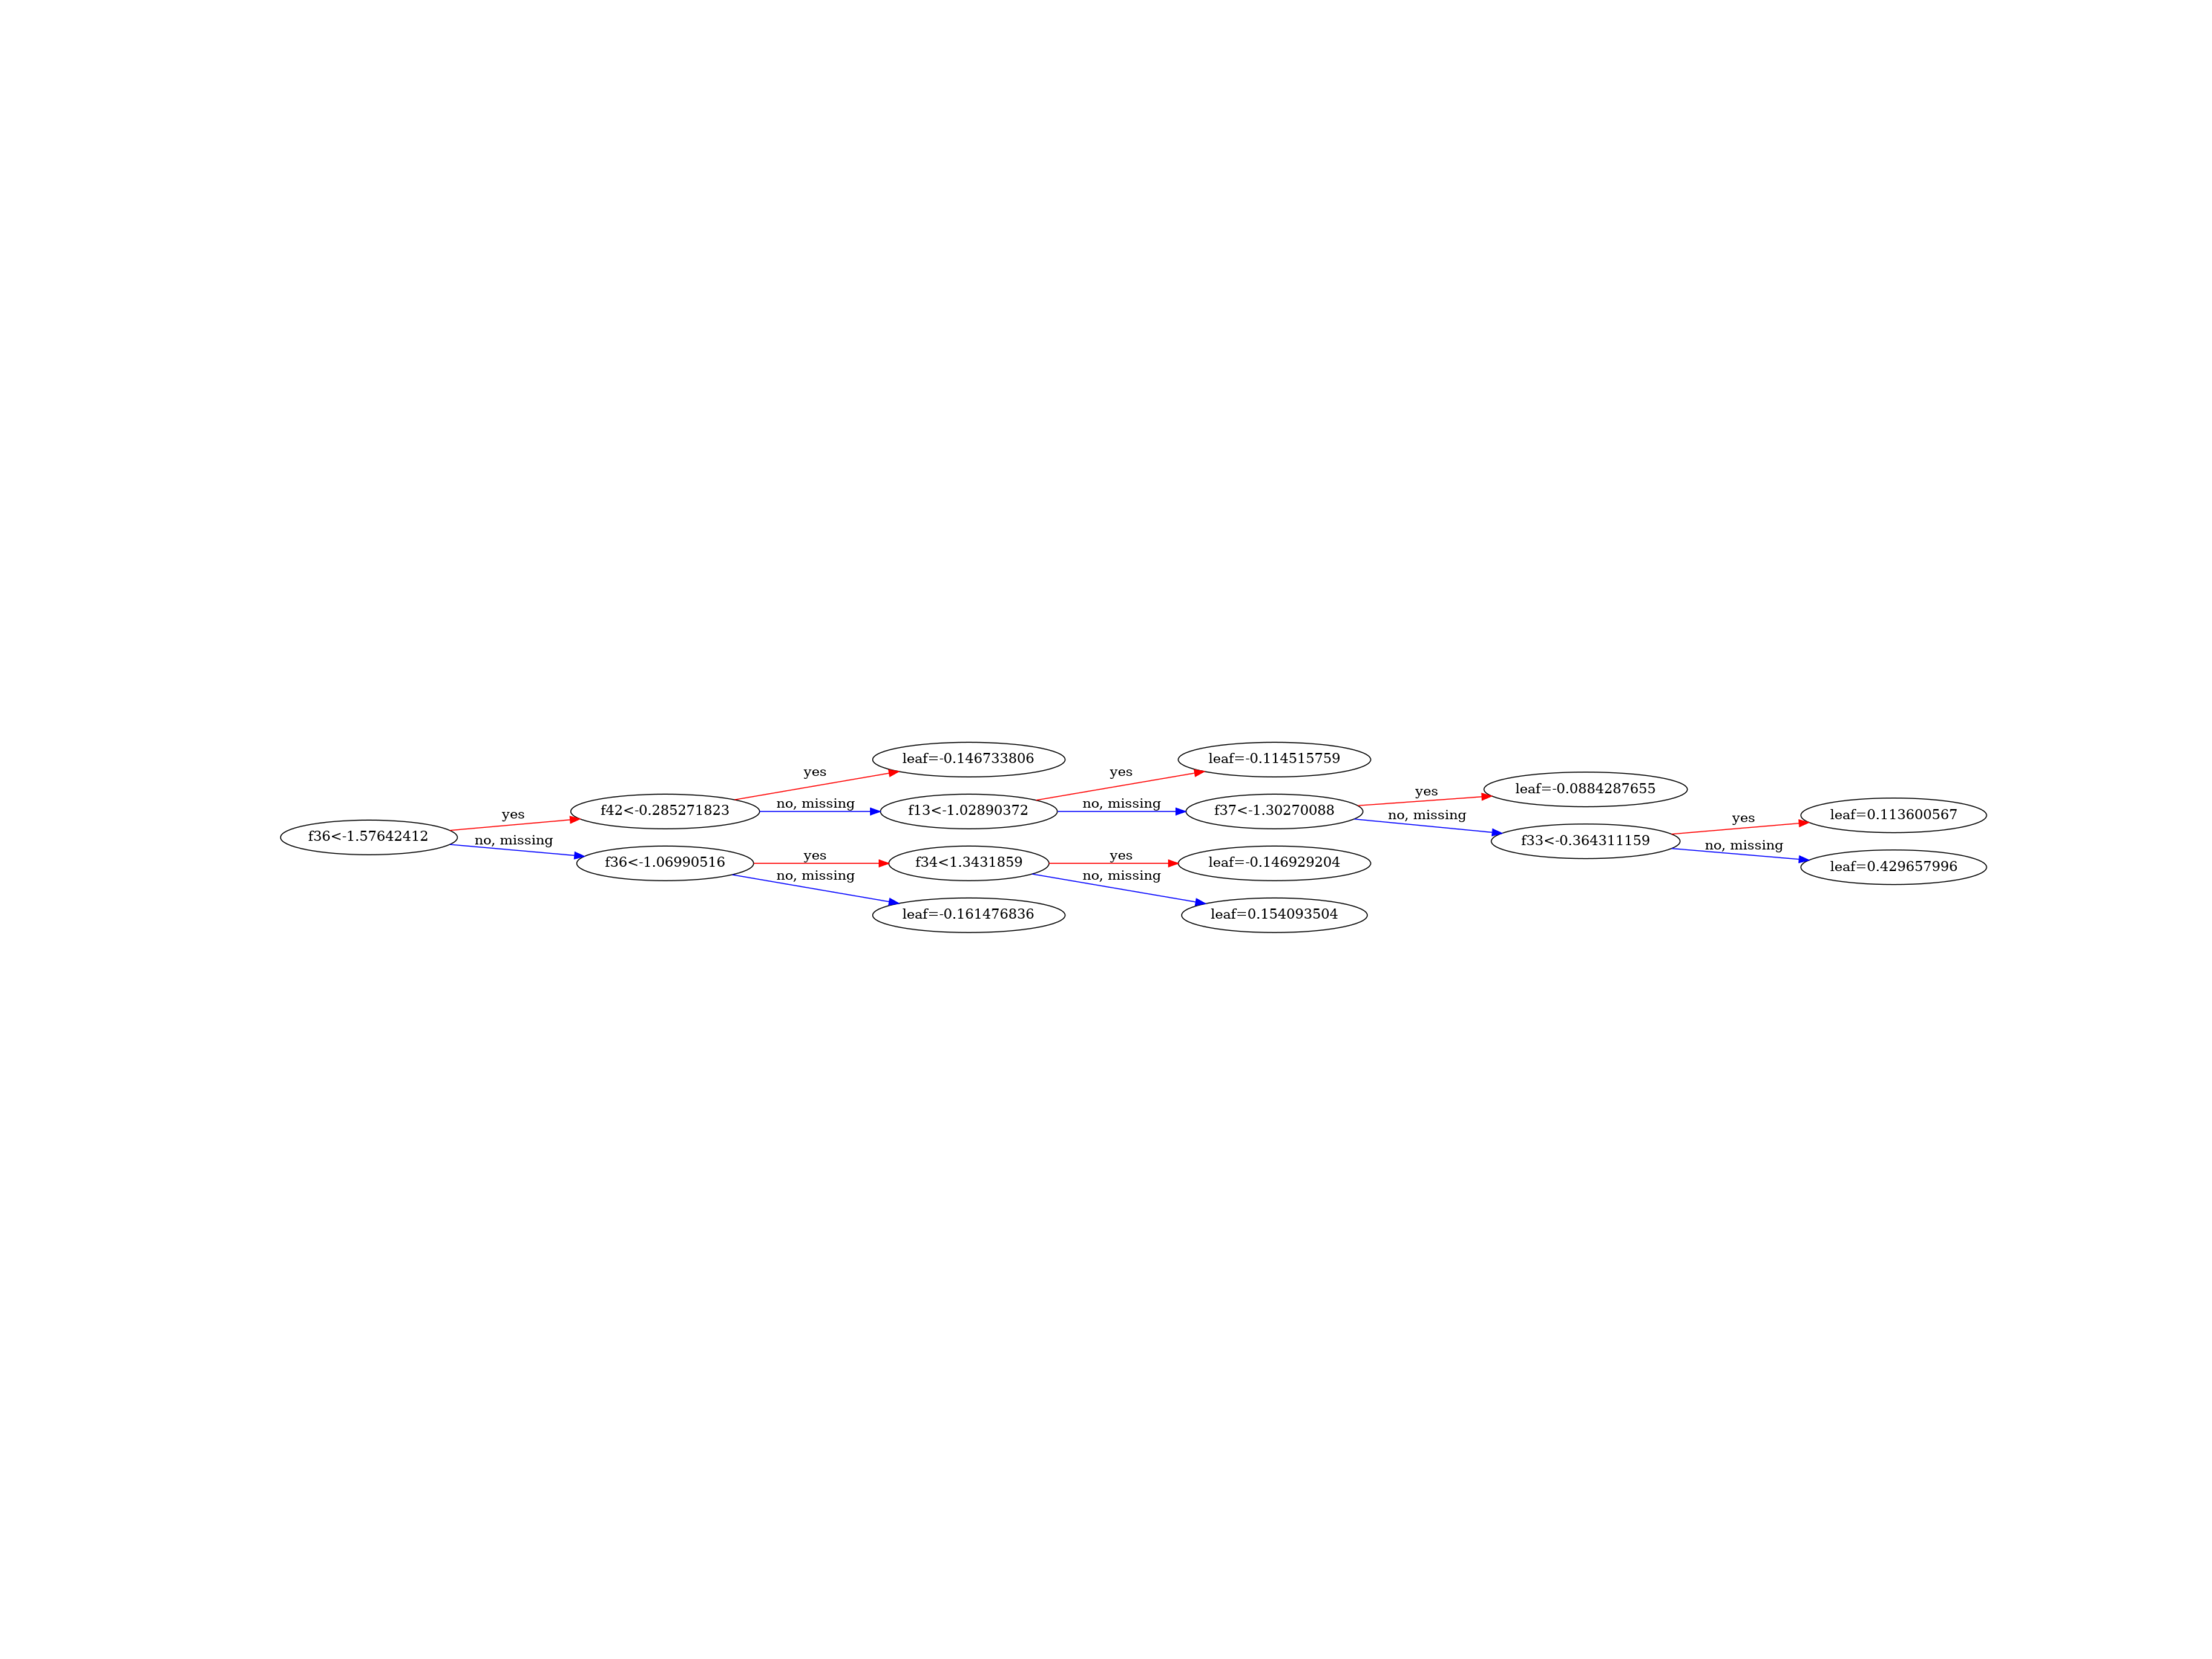 leaf=-0.146733806
leaf=-0.114515759
yes
yes
leaf=-0.0884287655
yes
f42<-0.285271823
no, missing
f13<-1.02890372
no, missing
f37<-1.30270088
no, missing
leaf=0.113600567
yes
f36<-1.57642412
yes
no, missing
f33<-0.364311159
no, missing
leaf=0.429657996
f36<-1.06990516
yes
no, missing
f34<1.3431859
yes
no, missing
leaf=-0.146929204
leaf=-0.161476836
leaf=0.154093504